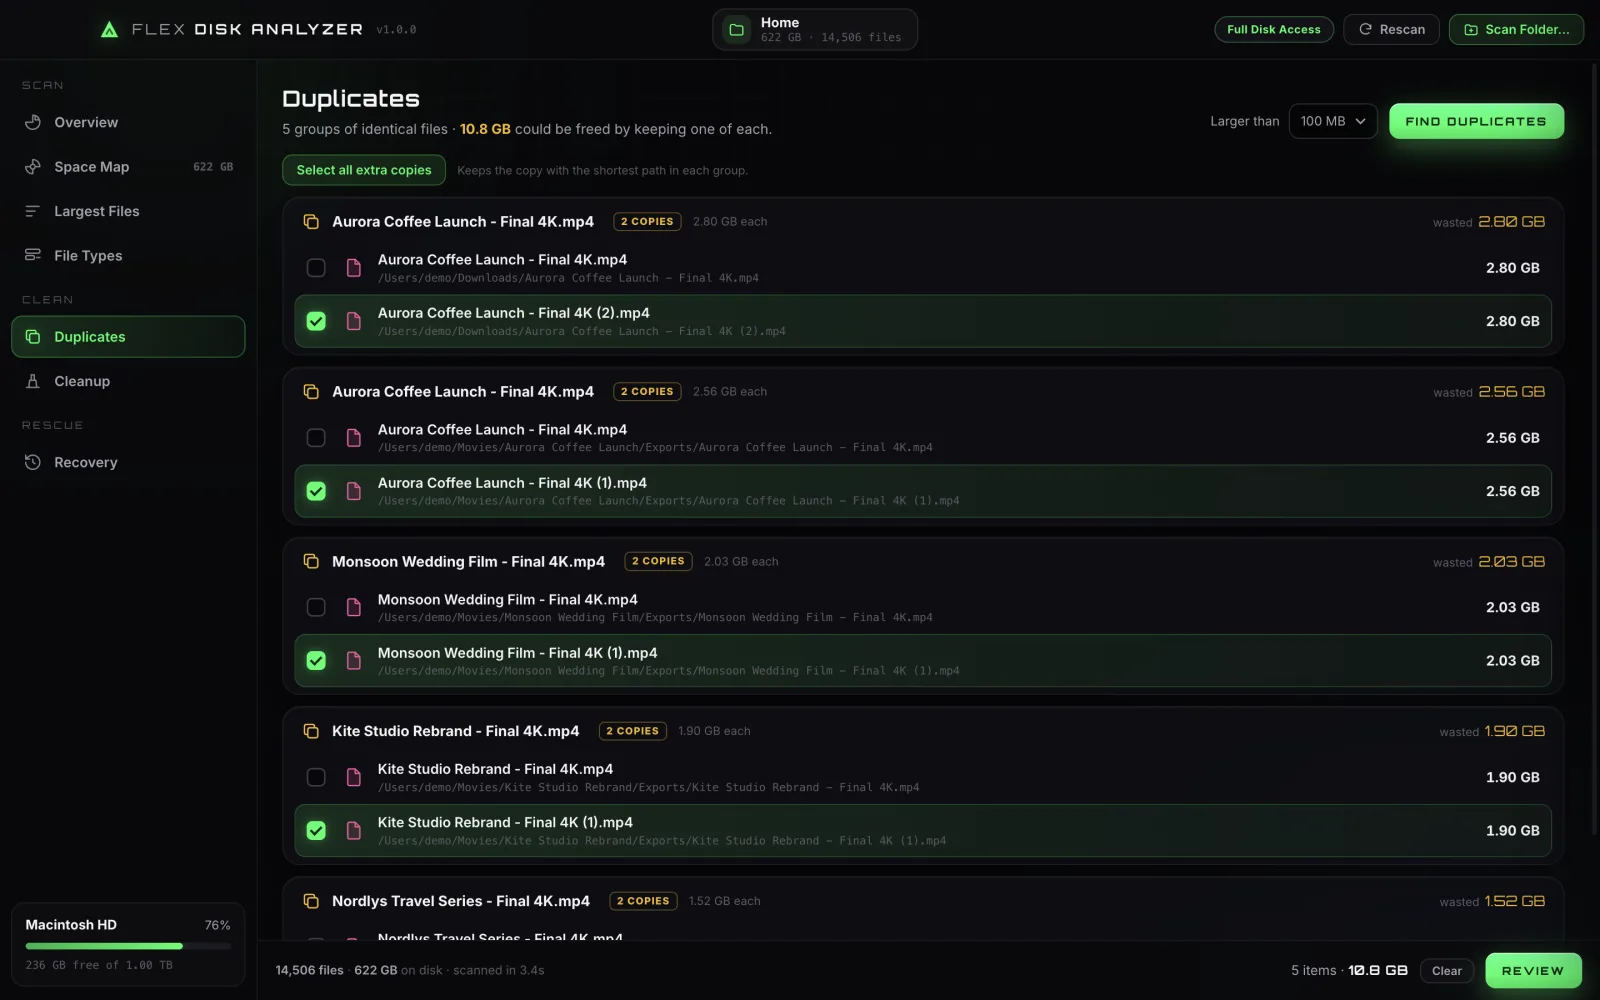 FLEX DISK ANALYZER v1.0.0
Home
622 GB · 14,506 files
Full Disk Access
Rescan
Scan Folder...
SCAN
Overview
Space Map 622 GB
Largest Files
File Types
CLEAN
Duplicates
Cleanup
RESCUE
Recovery
Macintosh HD 76%
236 GB free of 1.00 TB
Duplicates
5 groups of identical files · 10.8 GB could be freed by keeping one of each.
Larger than 100 MB FIND DUPLICATES
Select all extra copies Keeps the copy with the shortest path in each group.
Aurora Coffee Launch - Final 4K.mp4 2 COPIES 2.80 GB each wasted 2.80 GB
Aurora Coffee Launch - Final 4K.mp4
/Users/demo/Downloads/Aurora Coffee Launch – Final 4K.mp4
2.80 GB
Aurora Coffee Launch - Final 4K (2).mp4
/Users/demo/Downloads/Aurora Coffee Launch – Final 4K (2).mp4
2.80 GB
Aurora Coffee Launch - Final 4K.mp4 2 COPIES 2.56 GB each wasted 2.56 GB
Aurora Coffee Launch - Final 4K.mp4
/Users/demo/Movies/Aurora Coffee Launch/Exports/Aurora Coffee Launch – Final 4K.mp4
2.56 GB
Aurora Coffee Launch - Final 4K (1).mp4
/Users/demo/Movies/Aurora Coffee Launch/Exports/Aurora Coffee Launch – Final 4K (1).mp4
2.56 GB
Monsoon Wedding Film - Final 4K.mp4 2 COPIES 2.03 GB each wasted 2.03 GB
Monsoon Wedding Film - Final 4K.mp4
/Users/demo/Movies/Monsoon Wedding Film/Exports/Monsoon Wedding Film – Final 4K.mp4
2.03 GB
Monsoon Wedding Film - Final 4K (1).mp4
/Users/demo/Movies/Monsoon Wedding Film/Exports/Monsoon Wedding Film – Final 4K (1).mp4
2.03 GB
Kite Studio Rebrand - Final 4K.mp4 2 COPIES 1.90 GB each wasted 1.90 GB
Kite Studio Rebrand - Final 4K.mp4
/Users/demo/Movies/Kite Studio Rebrand/Exports/Kite Studio Rebrand – Final 4K.mp4
1.90 GB
Kite Studio Rebrand - Final 4K (1).mp4
/Users/demo/Movies/Kite Studio Rebrand/Exports/Kite Studio Rebrand – Final 4K (1).mp4
1.90 GB
Nordlys Travel Series - Final 4K.mp4 2 COPIES 1.52 GB each wasted 1.52 GB
Nordlys Travel Series - Final 4K.mp4
14,506 files · 622 GB on disk · scanned in 3.4s
5 items · 10.8 GB Clear REVIEW